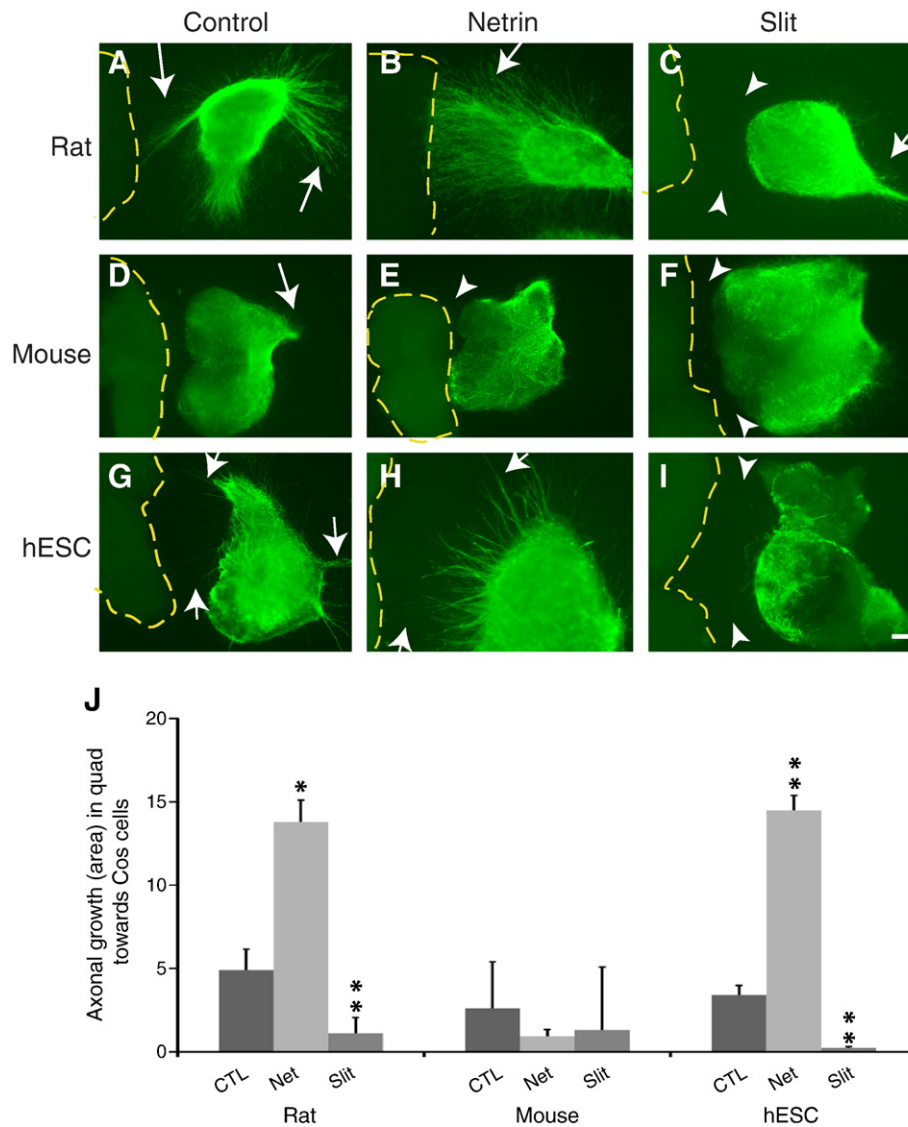 Control Netrin Slit
Rat A B C
Mouse D E F
hESC G H I
J
Axonal growth (area) in quad
towards Cos cells
20
15
10
5
0
* ** ** **
CTL Net Slit CTL Net Slit CTL Net Slit
Rat Mouse hESC